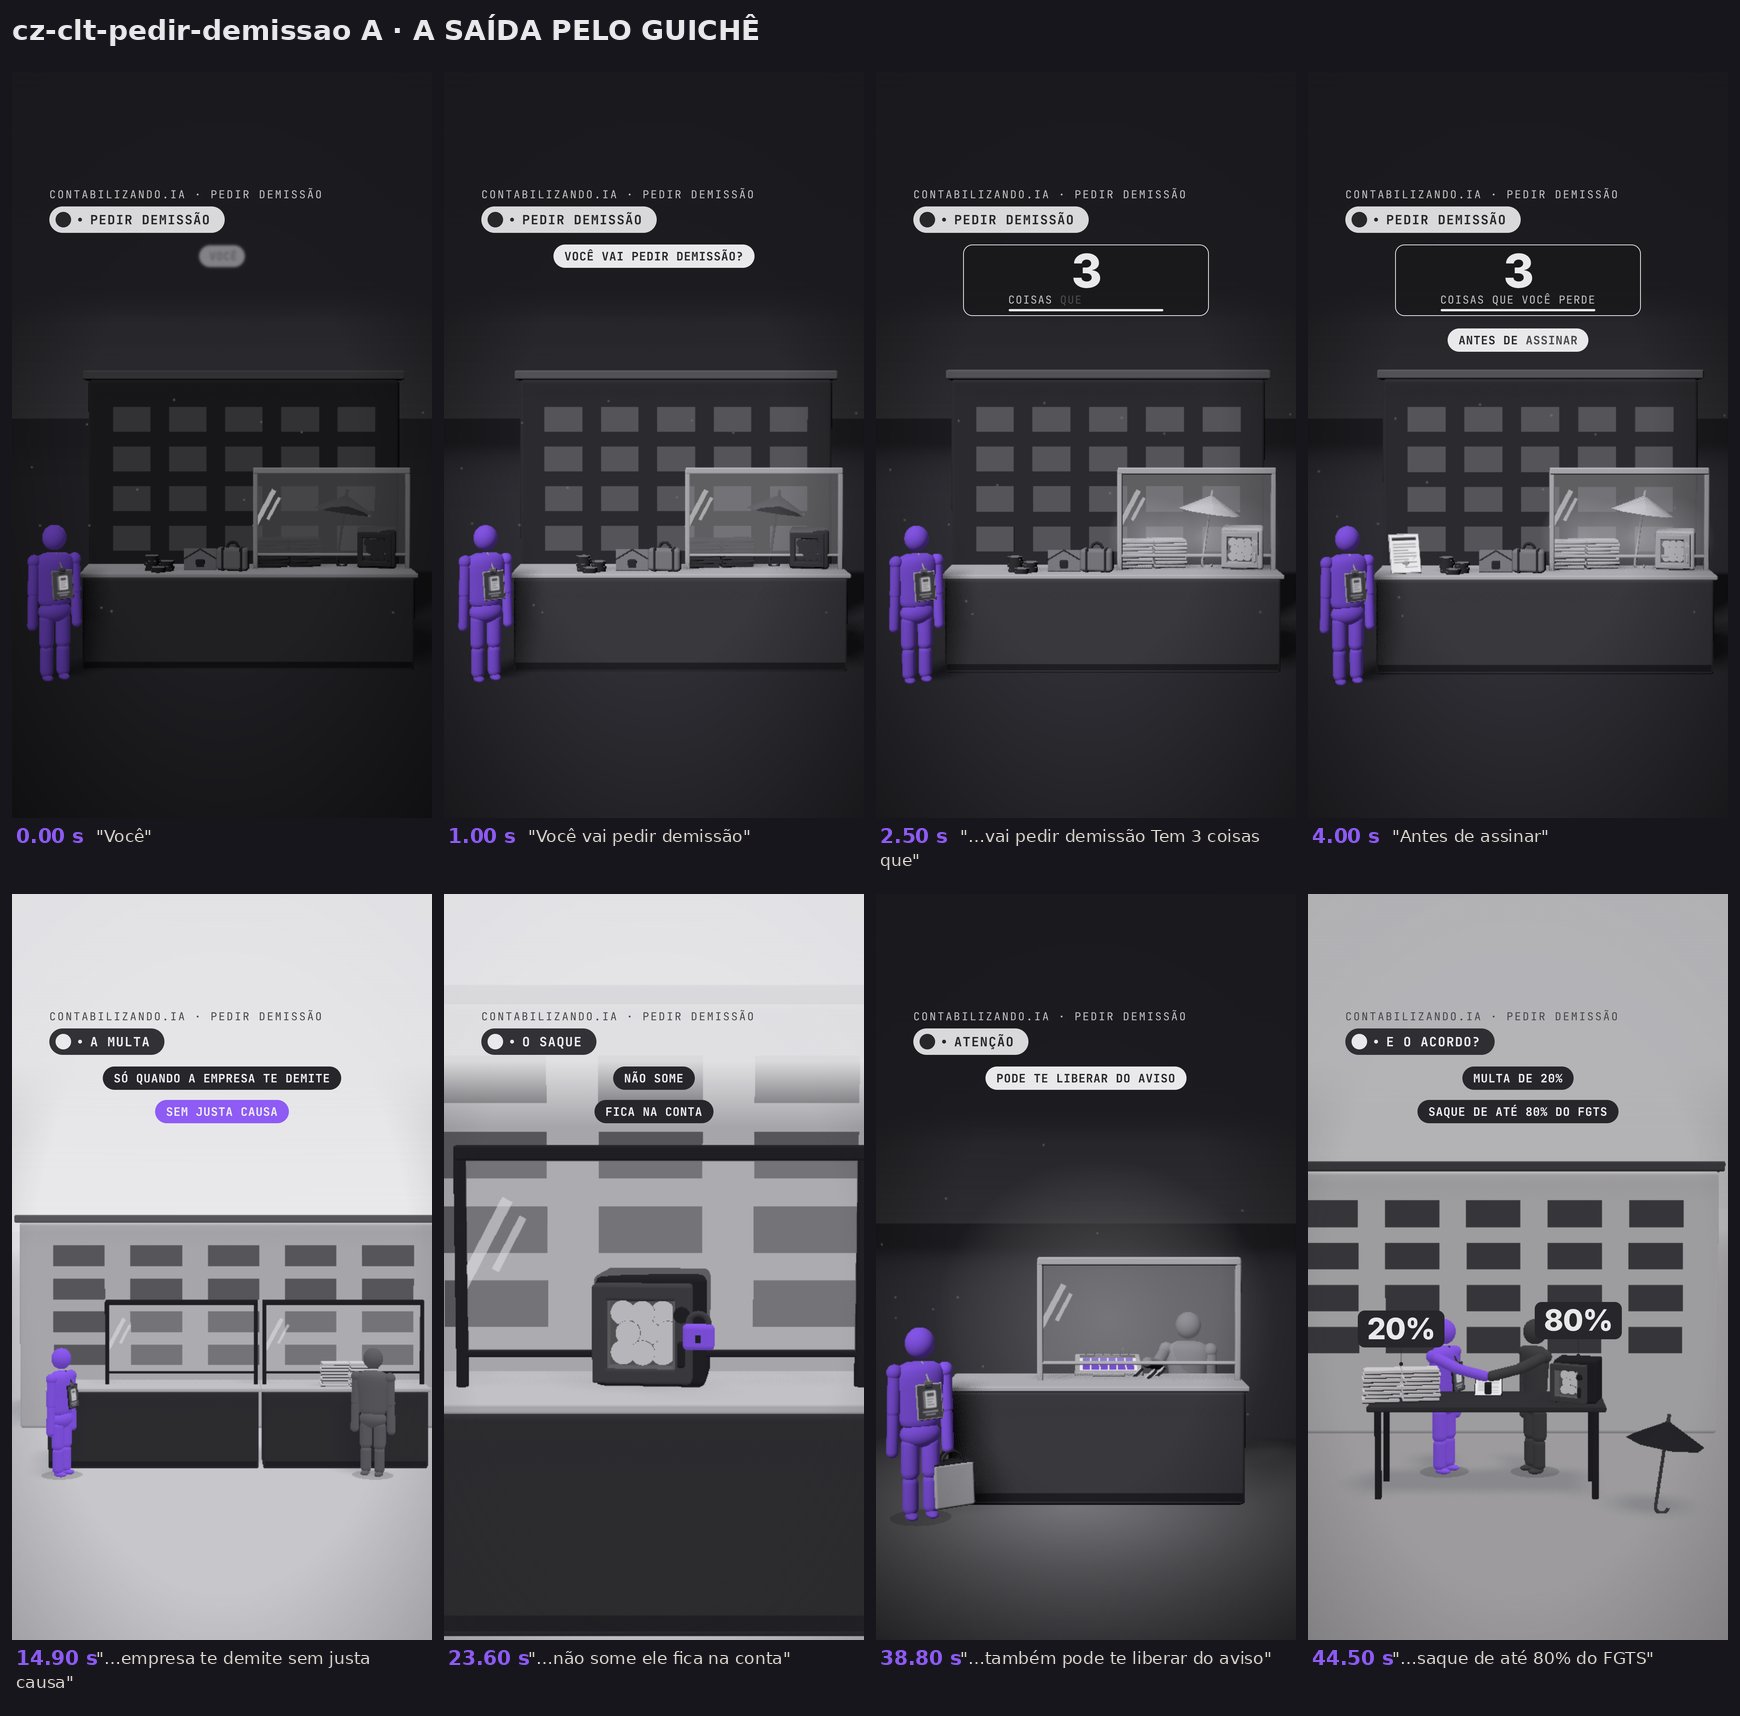 cz-clt-pedir-demissao A · A SAÍDA PELO GUICHÊ
CONTABILIZANDO.IA · PEDIR DEMISSÃO
• PEDIR DEMISSÃO
VOCÊ
0.00 s "Você"
CONTABILIZANDO.IA · PEDIR DEMISSÃO
• PEDIR DEMISSÃO
VOCÊ VAI PEDIR DEMISSÃO?
1.00 s "Você vai pedir demissão"
CONTABILIZANDO.IA · PEDIR DEMISSÃO
• PEDIR DEMISSÃO
3
COISAS QUE
2.50 s "...vai pedir demissão Tem 3 coisas
que"
CONTABILIZANDO.IA · PEDIR DEMISSÃO
• PEDIR DEMISSÃO
3
COISAS QUE VOCÊ PERDE
ANTES DE ASSINAR
4.00 s "Antes de assinar"
CONTABILIZANDO.IA · PEDIR DEMISSÃO
• A MULTA
SÓ QUANDO A EMPRESA TE DEMITE
SEM JUSTA CAUSA
14.90 s "...empresa te demite sem justa
causa"
CONTABILIZANDO.IA · PEDIR DEMISSÃO
• O SAQUE
NÃO SOME
FICA NA CONTA
23.60 s "...não some ele fica na conta"
CONTABILIZANDO.IA · PEDIR DEMISSÃO
• ATENÇÃO
PODE TE LIBERAR DO AVISO
38.80 s "...também pode te liberar do aviso"
CONTABILIZANDO.IA · PEDIR DEMISSÃO
• E O ACORDO?
MULTA DE 20%
SAQUE DE ATÉ 80% DO FGTS
20%
80%
44.50 s "...saque de até 80% do FGTS"